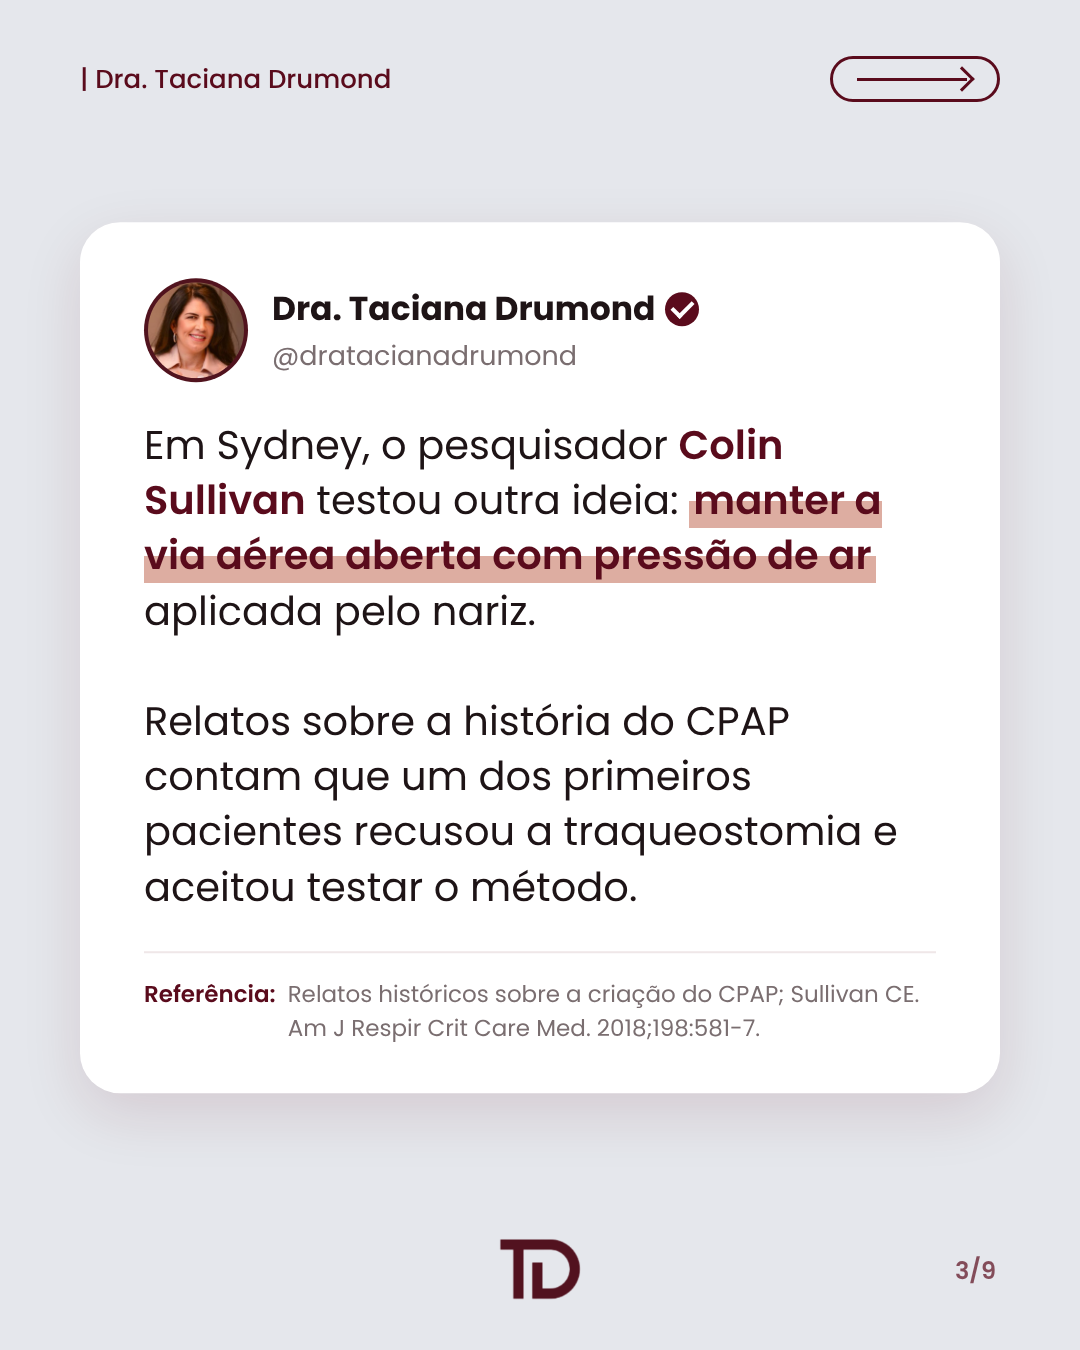 | Dra. Taciana Drumond
Dra. Taciana Drumond
@dratacianadrumond
Em Sydney, o pesquisador Colin
Sullivan testou outra ideia: manter a
via aérea aberta com pressão de ar
aplicada pelo nariz.
Relatos sobre a história do CPAP
contam que um dos primeiros
pacientes recusou a traqueostomia e
aceitou testar o método.
Referência: Relatos históricos sobre a criação do CPAP; Sullivan CE.
Am J Respir Crit Care Med. 2018;198:581-7.
TD
3/9